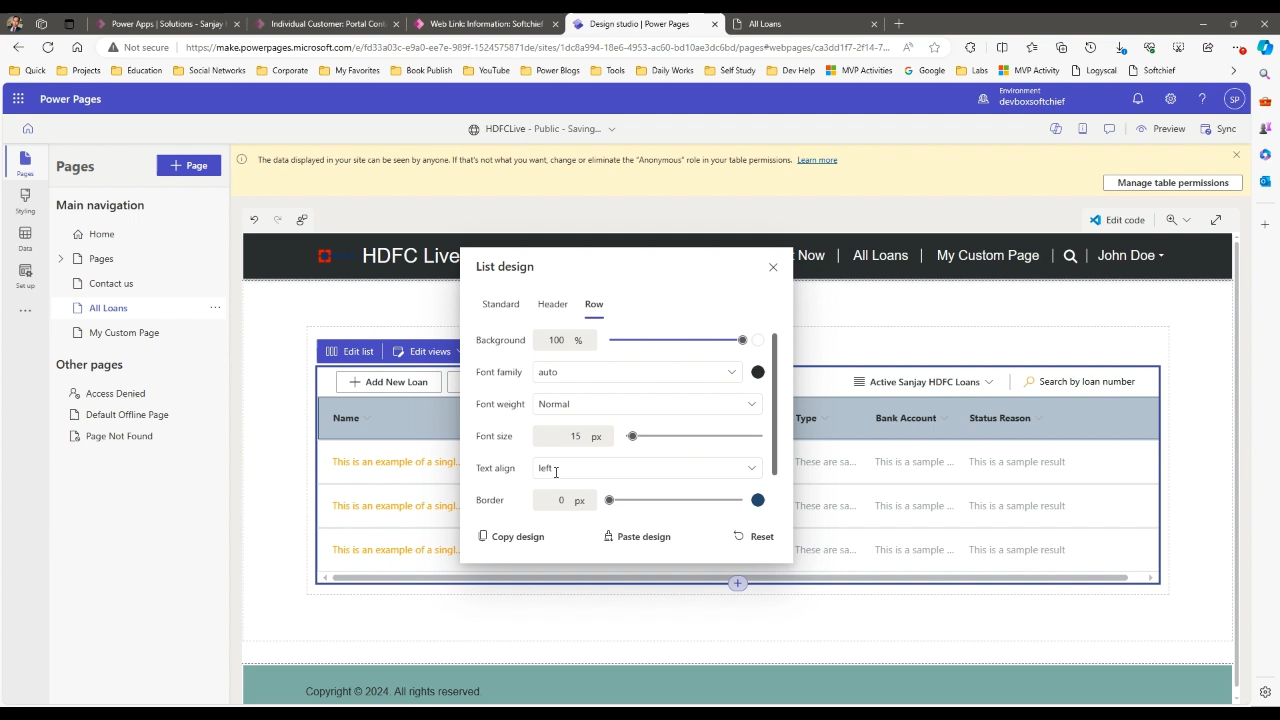 Power Apps | Solutions - Sanjay
Individual Customer: Portal Cont
Web Link: Information: Softchief
Design studio | Power Pages
All Loans
Not secure
https://make.powerpages.microsoft.com/e/fd33a03c-e9a0-ee7e-989f-1524575871de/sites/1dc8a994-18e6-4953-ac60-bd10ae3dc6bd/pages#webpages/ca3dd1f7-2f14-7...
Quick
Projects
Education
Social Networks
Corporate
My Favorites
Book Publish
YouTube
Power Blogs
Tools
Daily Works
Self Study
Dev Help
MVP Activities
Google
Labs
MVP Activity
Logyscal
Softchief
Power Pages
Environment
devboxsoftchief
SP
HDFCLive - Public - Saving...
Preview
Sync
Pages
Styling
Data
Set up
Pages
+ Page
Main navigation
Home
Pages
Contact us
All Loans
My Custom Page
Other pages
Access Denied
Default Offline Page
Page Not Found
The data displayed in your site can be seen by anyone. If that's not what you want, change or eliminate the "Anonymous" role in your table permissions. Learn more
Manage table permissions
Edit code
HDFC Live
t Now
All Loans
My Custom Page
John Doe
Edit list
Edit views
+ Add New Loan
Active Sanjay HDFC Loans
Search by loan number
Name
Type
Bank Account
Status Reason
This is an example of a singl...
These are sa...
This is a sample ...
This is a sample result
This is an example of a singl...
These are sa...
This is a sample ...
This is a sample result
This is an example of a singl...
These are sa...
This is a sample ...
This is a sample result
List design
Standard
Header
Row
Background
100 %
Font family
auto
Font weight
Normal
Font size
15 px
Text align
left
Border
0 px
Copy design
Paste design
Reset
Copyright © 2024. All rights reserved.